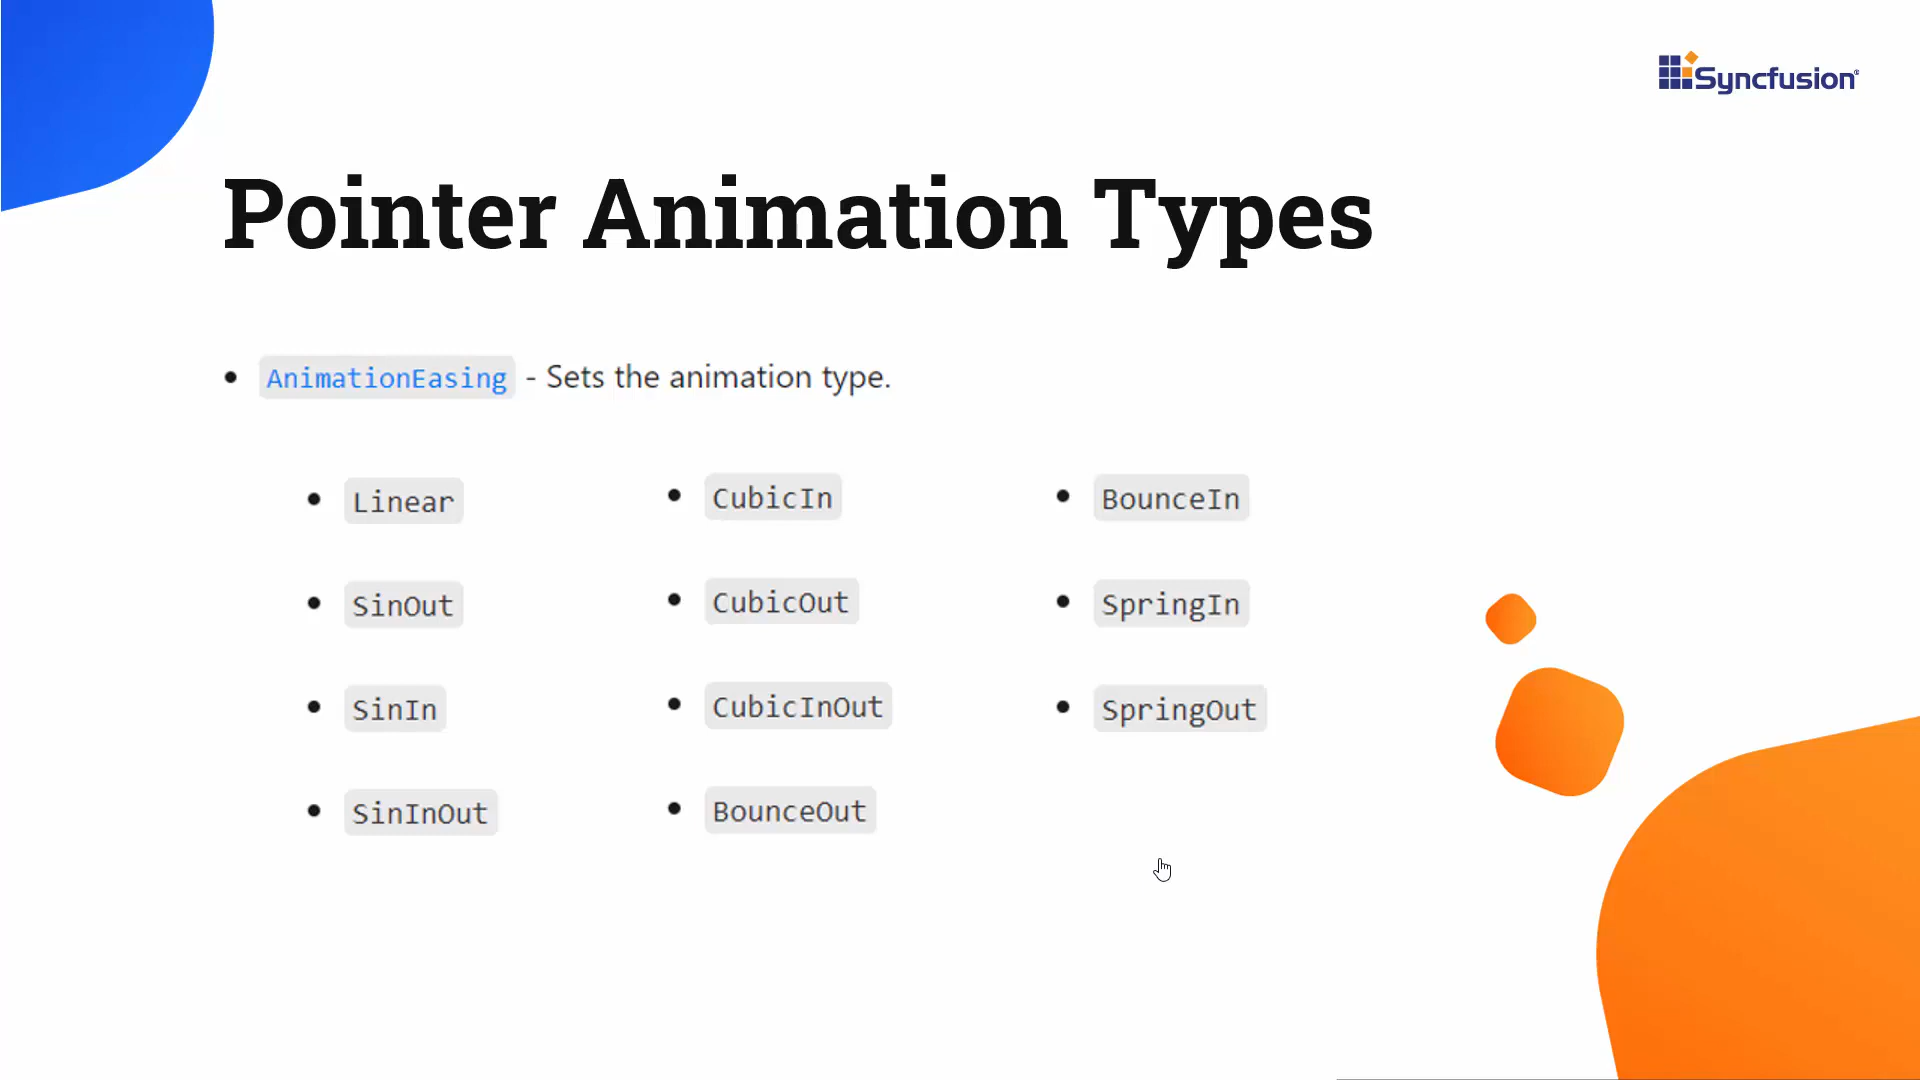 Syncfusion
Pointer Animation Types
• AnimationEasing - Sets the animation type.
• Linear
• SinOut
• SinIn
• SinInOut
• CubicIn
• CubicOut
• CubicInOut
• BounceOut
• BounceIn
• SpringIn
• SpringOut